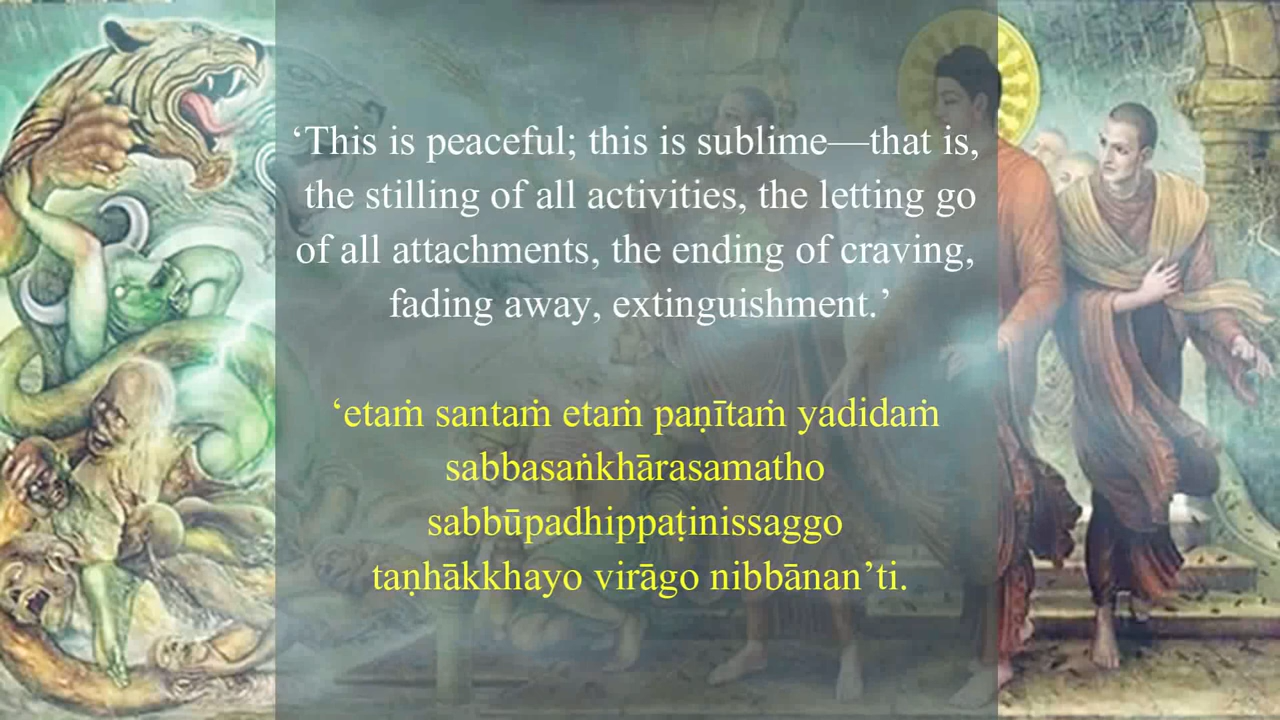 ‘This is peaceful; this is sublime—that is,
the stilling of all activities, the letting go
of all attachments, the ending of craving,
fading away, extinguishment.’
‘etaṁ santaṁ etaṁ paṇītaṁ yadidaṁ
sabbasaṅkhārasamatho
sabbūpadhippaṭinissaggo
taṇhākkhayo virāgo nibbānan’ti.